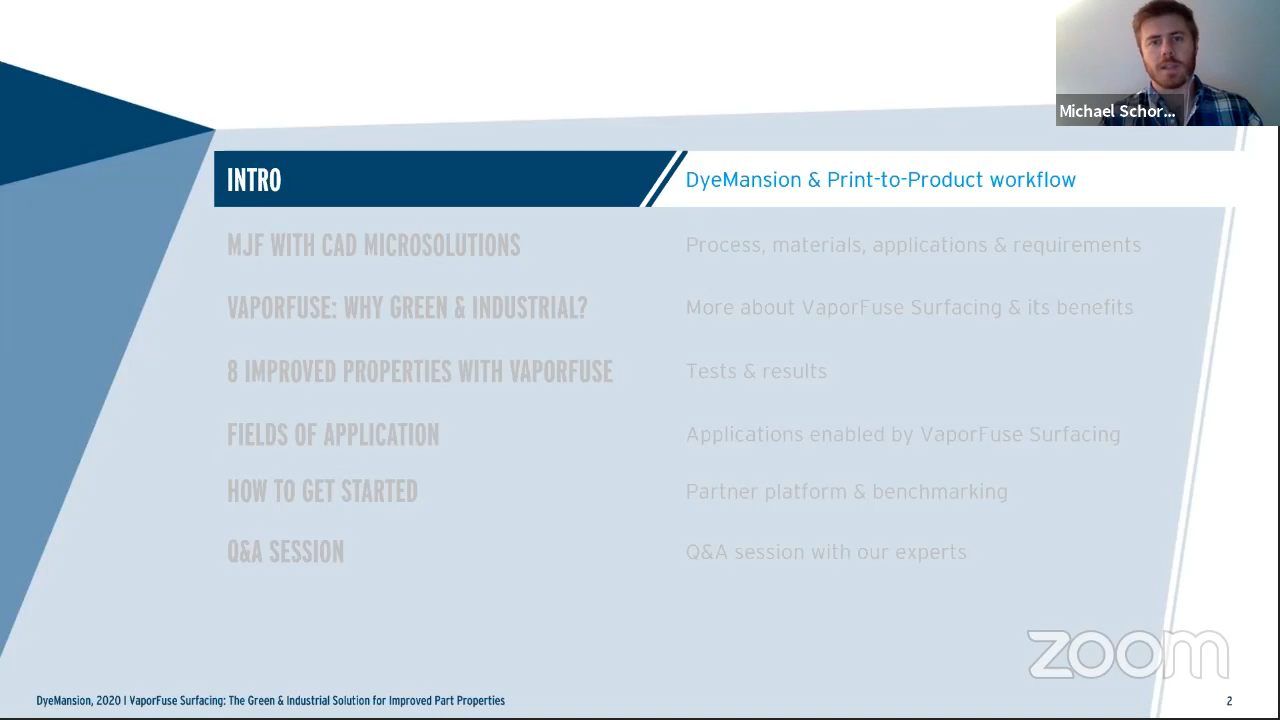 Michael Schor...
INTRO
DyeMansion & Print-to-Product workflow
MJF WITH CAD MICROSOLUTIONS
Process, materials, applications & requirements
VAPORFUSE: WHY GREEN & INDUSTRIAL?
More about VaporFuse Surfacing & its benefits
8 IMPROVED PROPERTIES WITH VAPORFUSE
Tests & results
FIELDS OF APPLICATION
Applications enabled by VaporFuse Surfacing
HOW TO GET STARTED
Partner platform & benchmarking
Q&A SESSION
Q&A session with our experts
zoom
DyeMansion, 2020 I VaporFuse Surfacing: The Green & Industrial Solution for Improved Part Properties
2